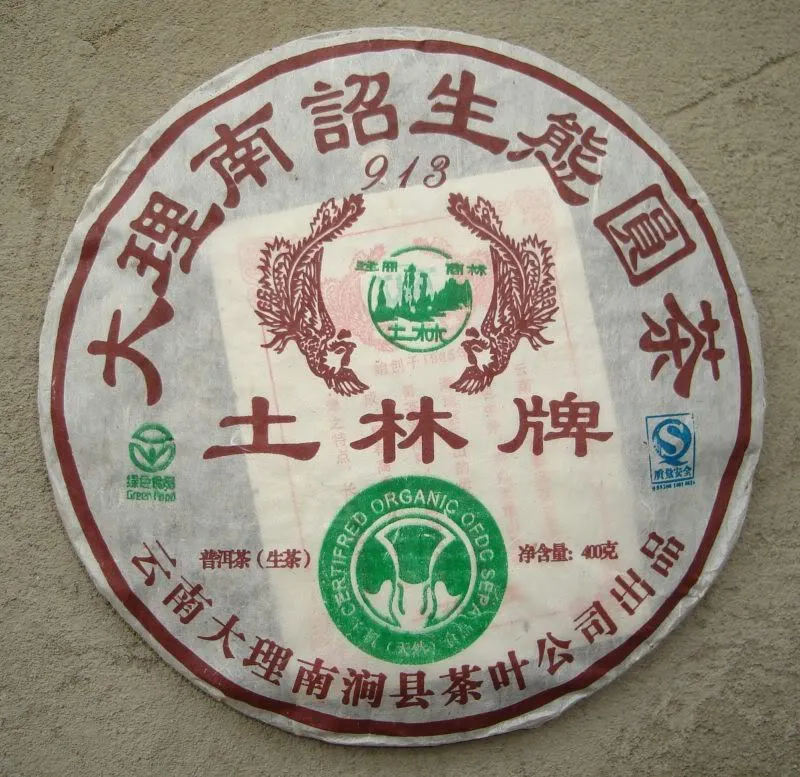 大理南詔生態圓茶
913
土林
土林牌
绿色食品
Green Food
质量安全
普洱茶（生茶）
净含量: 400克
CERTIFRED ORGANIC OFDC SEPA
（天然）
云南大理南涧县茶叶公司出品